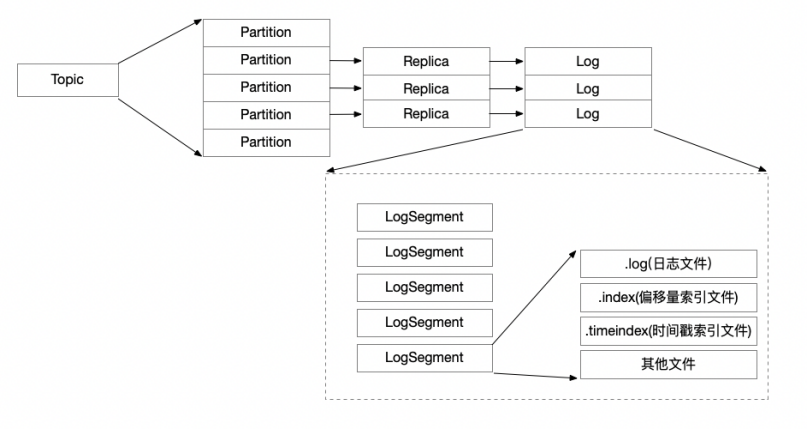 Topic
Partition
Partition
Partition
Partition
Partition
Replica
Replica
Replica
Log
Log
Log
LogSegment
LogSegment
LogSegment
LogSegment
LogSegment
.log(日志文件)
.index(偏移量索引文件)
.timeindex(时间戳索引文件)
其他文件